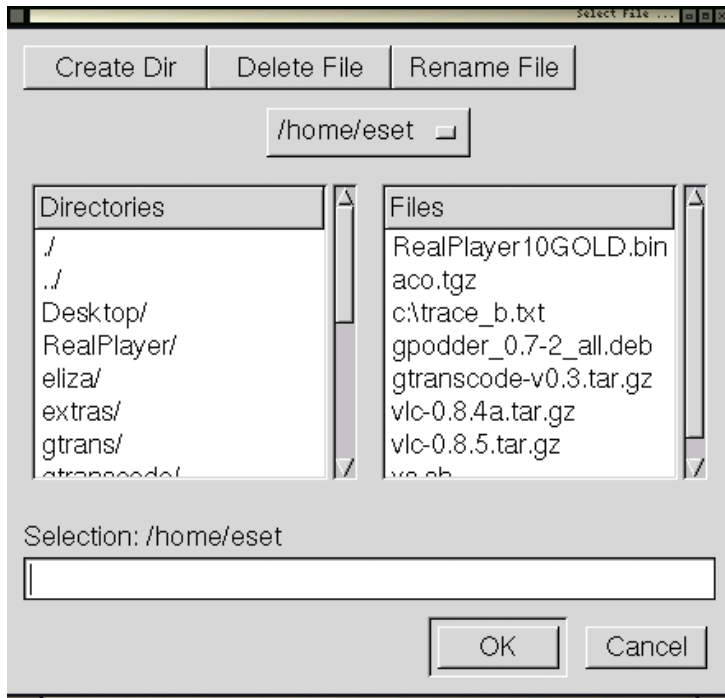 Select File ...
Create Dir Delete File Rename File
/home/eset
Directories
./
../
Desktop/
RealPlayer/
eliza/
extras/
gtrans/
gtranscode/
Files
RealPlayer10GOLD.bin
aco.tgz
c:\trace_b.txt
gpodder_0.7-2_all.deb
gtranscode-v0.3.tar.gz
vlc-0.8.4a.tar.gz
vlc-0.8.5.tar.gz
Selection: /home/eset
OK Cancel